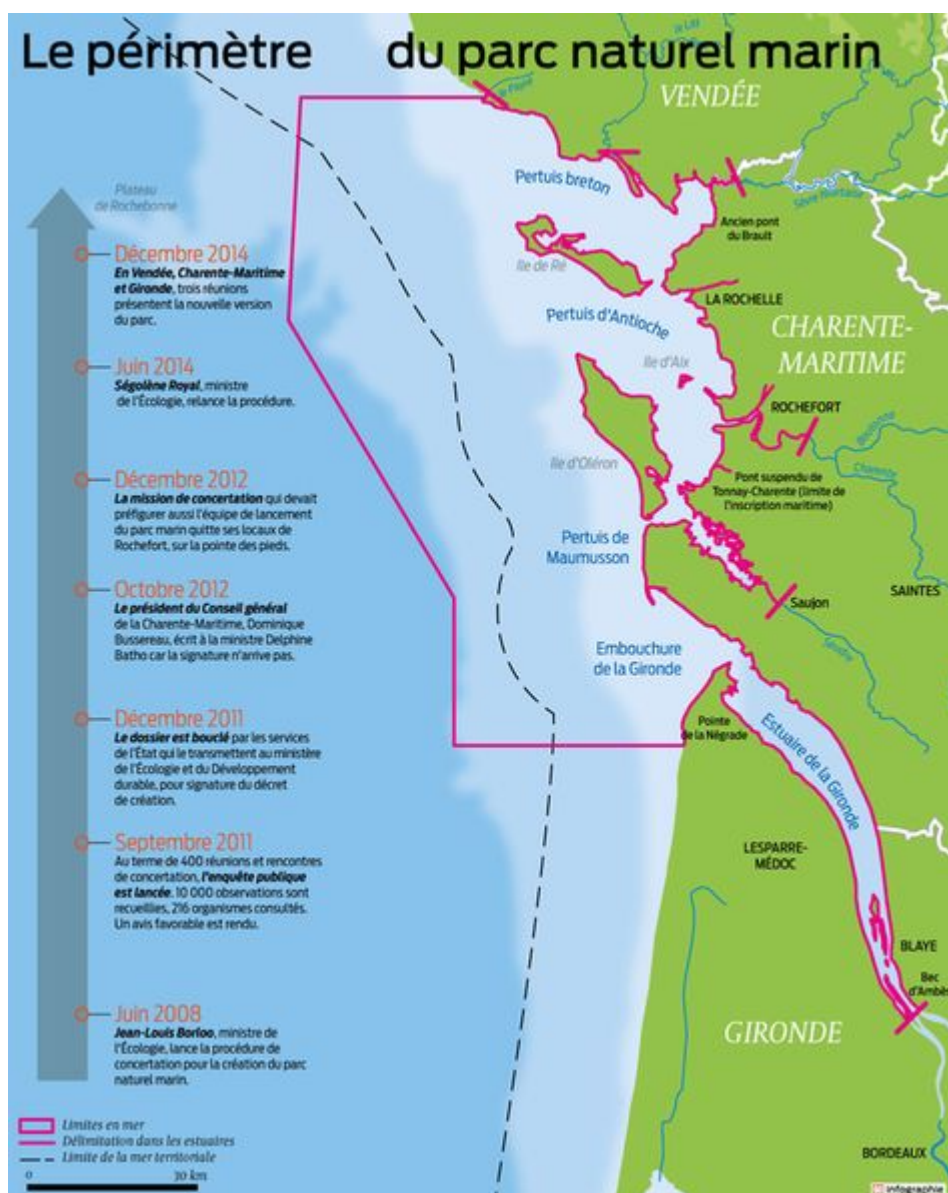 Le périmètre du parc naturel marin
VENDÉE
le Lay
le Payré
Plateau
de Rochebonne
Pertuis breton
Sèvre niortaise
Ancien pont
du Brault
Ile de Ré
LA ROCHELLE
Pertuis d'Antioche
CHARENTE-
MARITIME
Ile d'Aix
ROCHEFORT
Boutonne
Charente
Ile d'Oléron
Pont suspendu de
Tonnay-Charente (limite de
l'inscription maritime)
Pertuis de
Maumusson
Saujon
SAINTES
Seudre
Embouchure
de la Gironde
Pointe
de la Négrade
Estuaire de la Gironde
LESPARRE-
MÉDOC
BLAYE
Bec
d'Ambès
GIRONDE
BORDEAUX
Décembre 2014
En Vendée, Charente-Maritime
et Gironde, trois réunions
présentent la nouvelle version
du parc.
Juin 2014
Ségolène Royal, ministre
de l'Écologie, relance la procédure.
Décembre 2012
La mission de concertation qui devait
préfigurer aussi l'équipe de lancement
du parc marin quitte ses locaux de
Rochefort, sur la pointe des pieds.
Octobre 2012
Le président du Conseil général
de la Charente-Maritime, Dominique
Bussereau, écrit à la ministre Delphine
Batho car la signature n'arrive pas.
Décembre 2011
Le dossier est bouclé par les services
de l'État qui le transmettent au ministère
de l'Écologie et du Développement
durable, pour signature du décret
de création.
Septembre 2011
Au terme de 400 réunions et rencontres
de concertation, l'enquête publique
est lancée. 10 000 observations sont
recueillies, 216 organismes consultés.
Un avis favorable est rendu.
Juin 2008
Jean-Louis Borloo, ministre de
l'Écologie, lance la procédure de
concertation pour la création du parc
naturel marin.
Limites en mer
Délimitation dans les estuaires
Limite de la mer territoriale
0 30 km
infographie